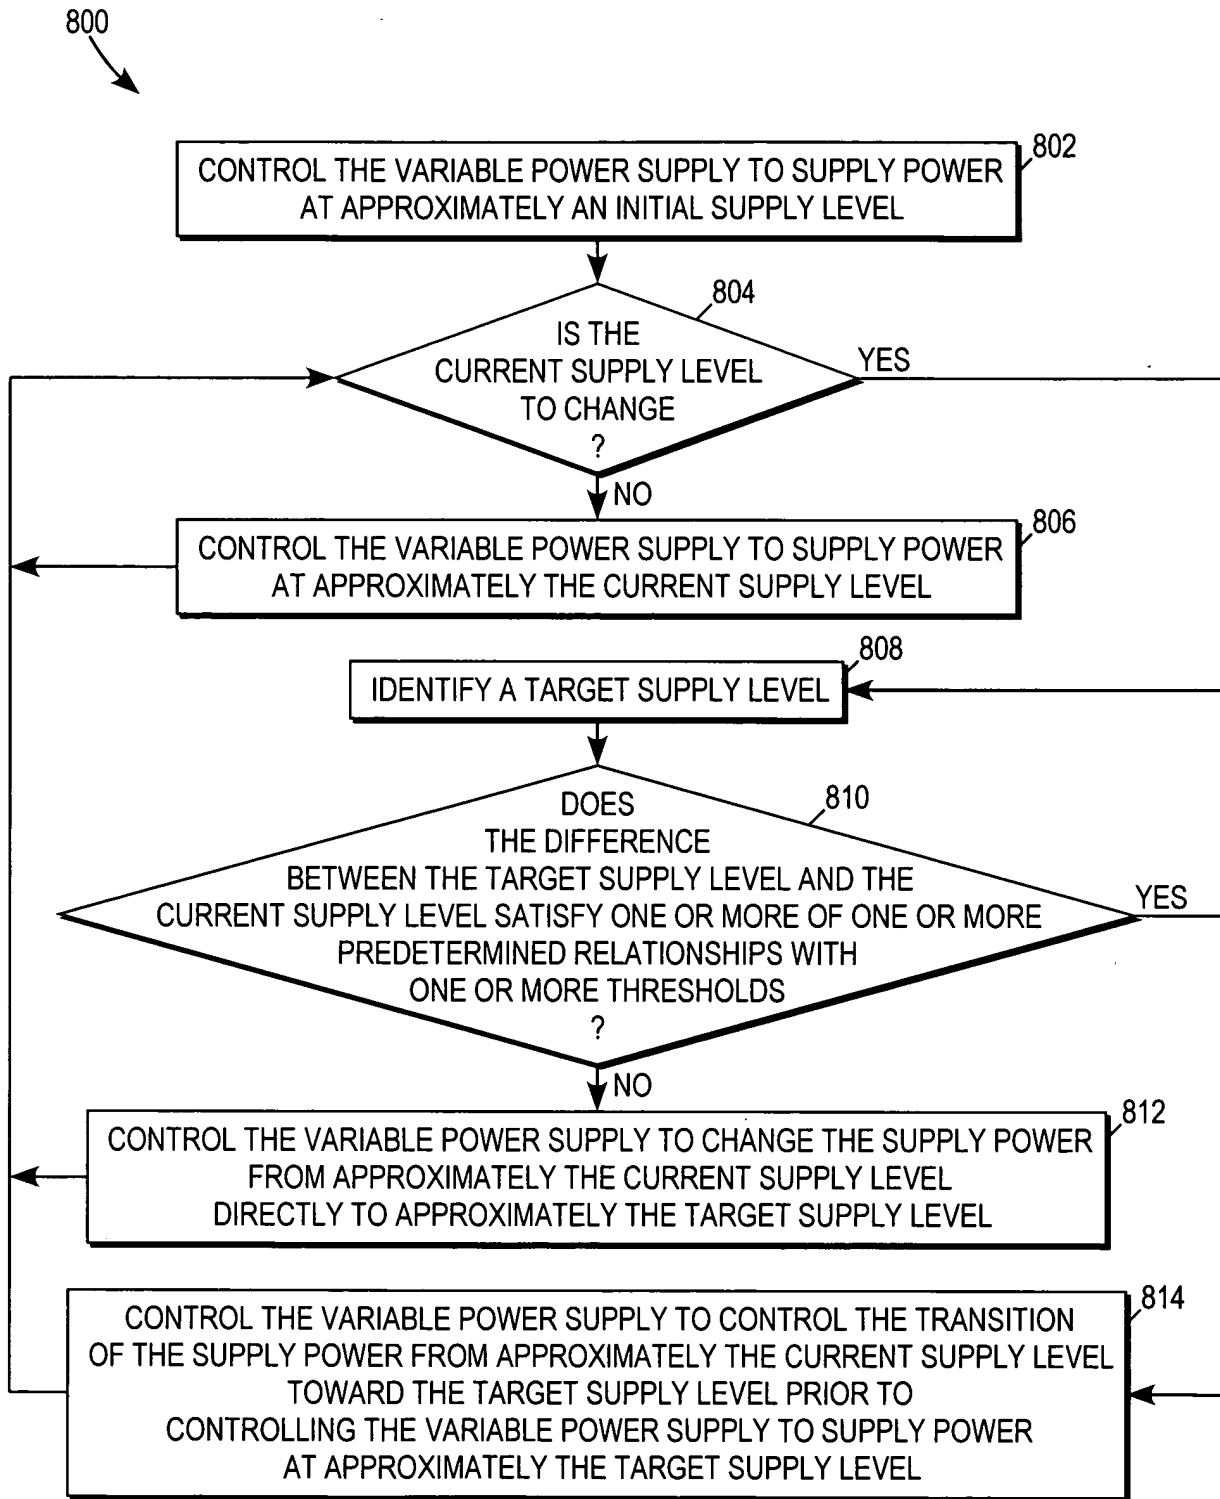 800
802
CONTROL THE VARIABLE POWER SUPPLY TO SUPPLY POWER
AT APPROXIMATELY AN INITIAL SUPPLY LEVEL
804
IS THE
CURRENT SUPPLY LEVEL
TO CHANGE
?
YES
NO
806
CONTROL THE VARIABLE POWER SUPPLY TO SUPPLY POWER
AT APPROXIMATELY THE CURRENT SUPPLY LEVEL
808
IDENTIFY A TARGET SUPPLY LEVEL
810
DOES
THE DIFFERENCE
BETWEEN THE TARGET SUPPLY LEVEL AND THE
CURRENT SUPPLY LEVEL SATISFY ONE OR MORE OF ONE OR MORE
PREDETERMINED RELATIONSHIPS WITH
ONE OR MORE THRESHOLDS
?
YES
NO
812
CONTROL THE VARIABLE POWER SUPPLY TO CHANGE THE SUPPLY POWER
FROM APPROXIMATELY THE CURRENT SUPPLY LEVEL
DIRECTLY TO APPROXIMATELY THE TARGET SUPPLY LEVEL
814
CONTROL THE VARIABLE POWER SUPPLY TO CONTROL THE TRANSITION
OF THE SUPPLY POWER FROM APPROXIMATELY THE CURRENT SUPPLY LEVEL
TOWARD THE TARGET SUPPLY LEVEL PRIOR TO
CONTROLLING THE VARIABLE POWER SUPPLY TO SUPPLY POWER
AT APPROXIMATELY THE TARGET SUPPLY LEVEL